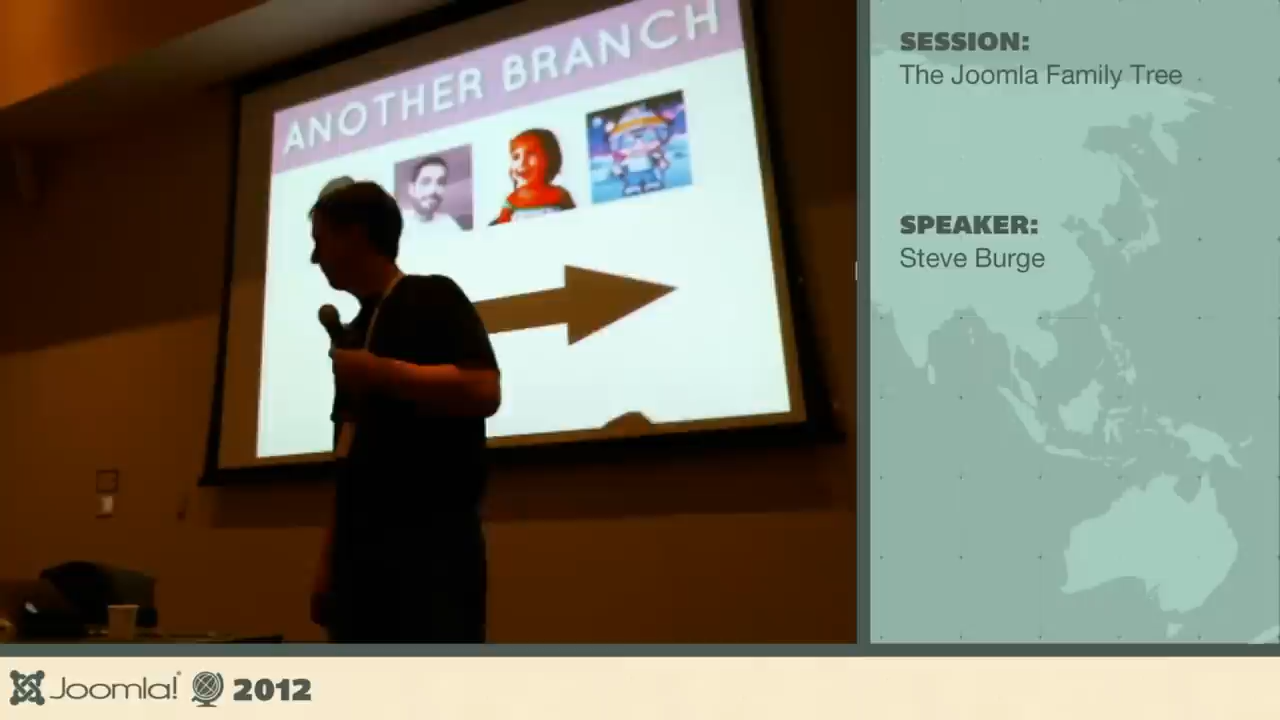 ANOTHER BRANCH
SESSION:
The Joomla Family Tree
SPEAKER:
Steve Burge
Joomla! 2012